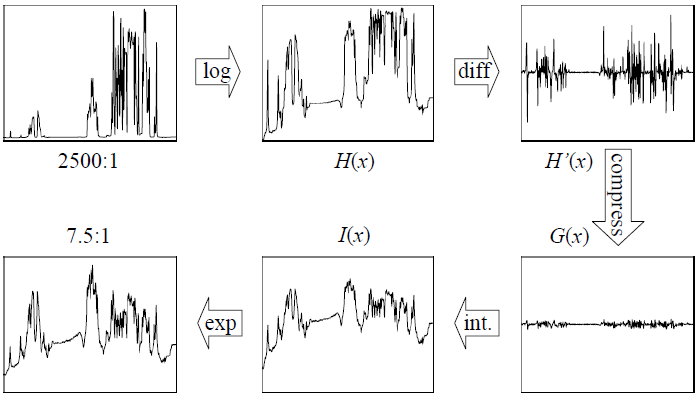 log
diff
2500:1
H(x)
H’(x)
compress
7.5:1
I(x)
G(x)
exp
int.